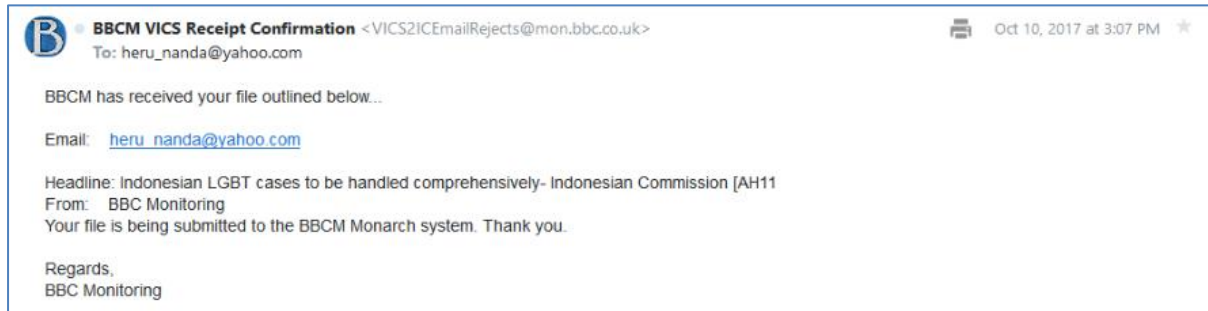 B
BBCM VICS Receipt Confirmation <VICS2ICEmailRejects@mon.bbc.co.uk> Oct 10, 2017 at 3:07 PM
To: heru_nanda@yahoo.com
BBCM has received your file outlined below...
Email: heru_nanda@yahoo.com
Headline: Indonesian LGBT cases to be handled comprehensively- Indonesian Commission [AH11
From: BBC Monitoring
Your file is being submitted to the BBCM Monarch system. Thank you.
Regards,
BBC Monitoring